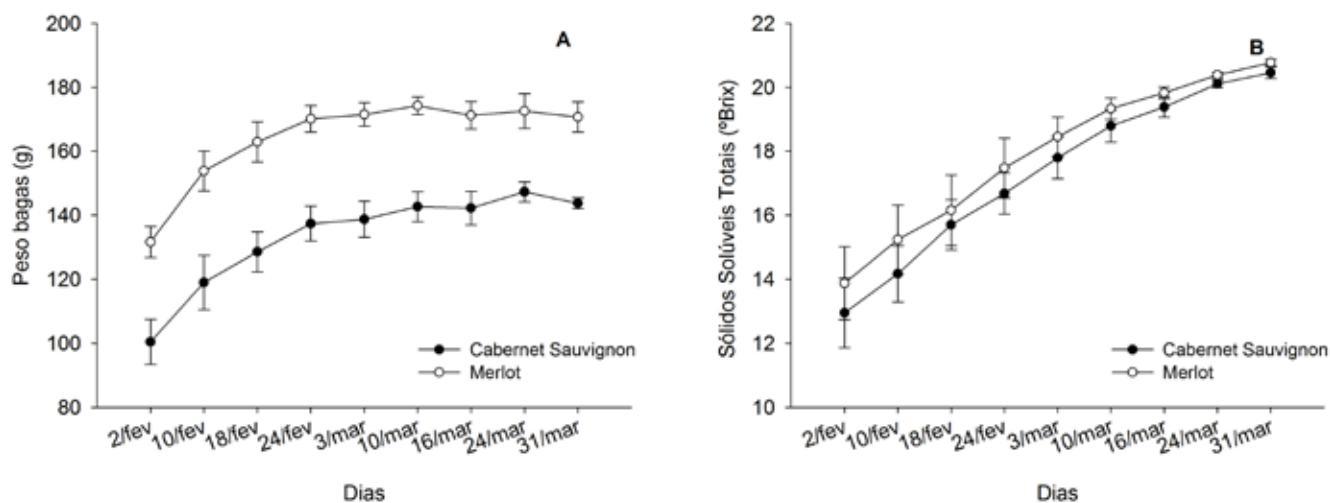 A
Peso bagas (g)
200
180
160
140
120
100
80
Cabernet Sauvignon
Merlot
2/fev
10/fev
18/fev
24/fev
3/mar
10/mar
16/mar
24/mar
31/mar
Dias
B
Sólidos Solúveis Totais (ºBrix)
22
20
18
16
14
12
10
Cabernet Sauvignon
Merlot
2/fev
10/fev
18/fev
24/fev
3/mar
10/mar
16/mar
24/mar
31/mar
Dias